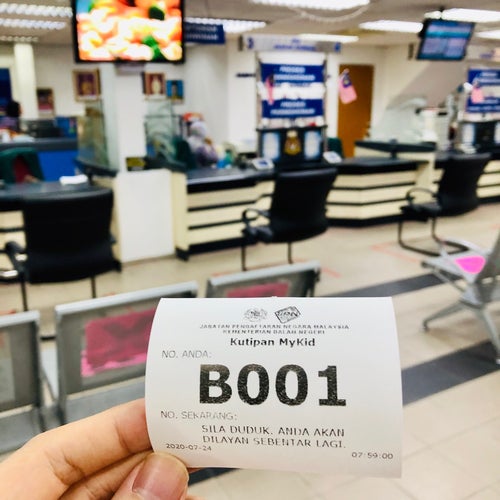 JABATAN PENDAFTARAN NEGARA MALAYSIA
KEMENTERIAN DALAM NEGERI
Kutipan MyKid
NO. ANDA:
B001
NO. SEKARANG:
SILA DUDUK. ANDA AKAN
DILAYAN SEBENTAR LAGI.
2020-07-24 07:59:00